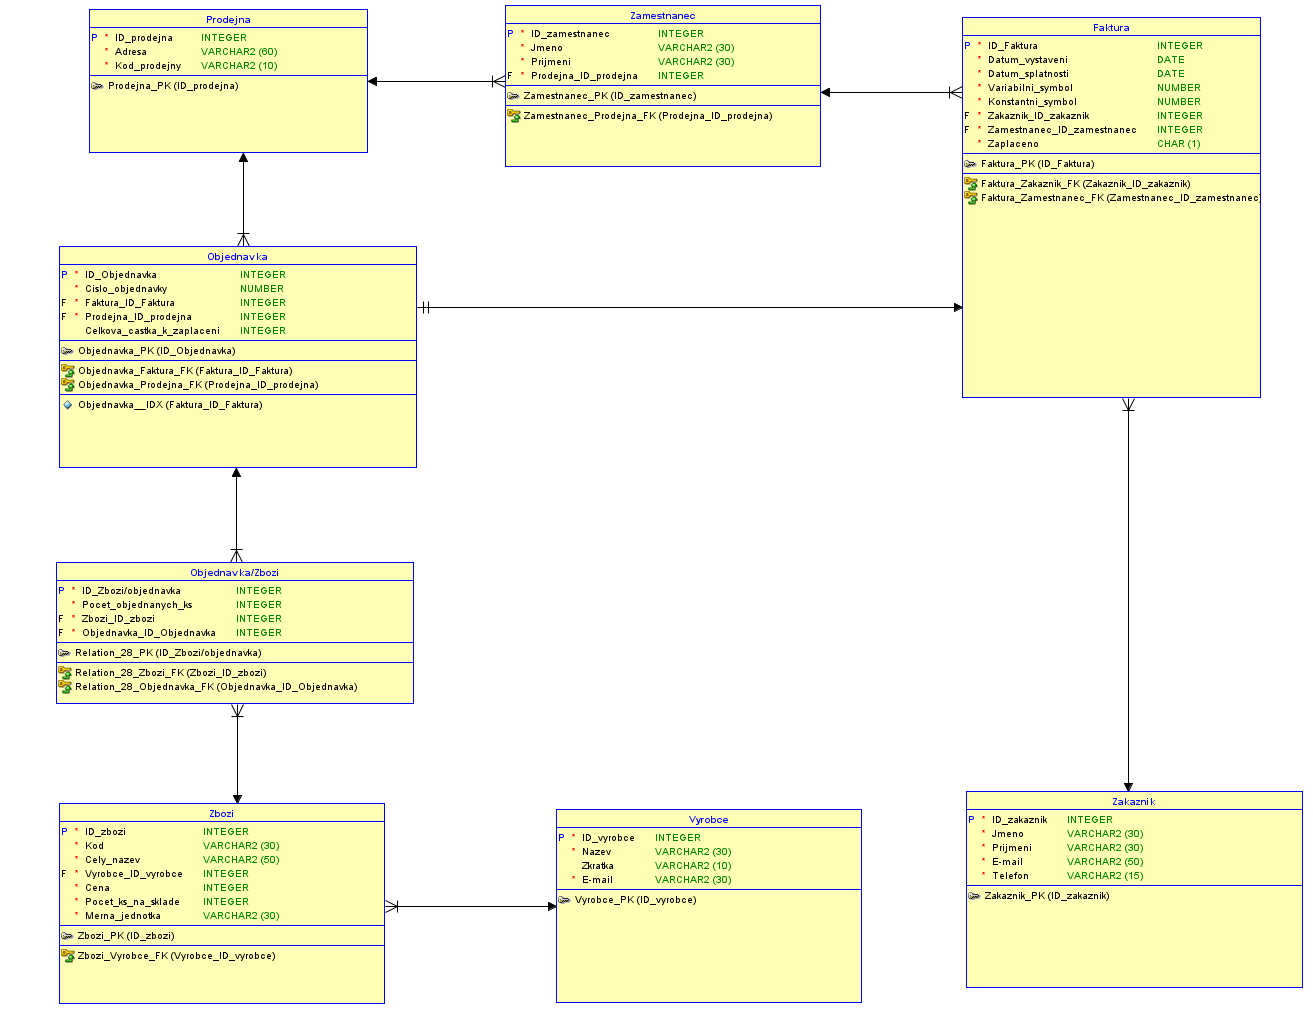 Prodejna
P * ID_prodejna INTEGER
* Adresa VARCHAR2 (60)
* Kod_prodejny VARCHAR2 (10)
Prodejna_PK (ID_prodejna)
Zamestnanec
P * ID_zamestnanec INTEGER
* Jmeno VARCHAR2 (30)
* Prijmeni VARCHAR2 (30)
F * Prodejna_ID_prodejna INTEGER
Zamestnanec_PK (ID_zamestnanec)
Zamestnanec_Prodejna_FK (Prodejna_ID_prodejna)
Faktura
P * ID_Faktura INTEGER
* Datum_vystaveni DATE
* Datum_splatnosti DATE
* Variabilni_symbol NUMBER
* Konstantni_symbol NUMBER
F * Zakaznik_ID_zakaznik INTEGER
F * Zamestnanec_ID_zamestnanec INTEGER
* Zaplaceno CHAR (1)
Faktura_PK (ID_Faktura)
Faktura_Zakaznik_FK (Zakaznik_ID_zakaznik)
Faktura_Zamestnanec_FK (Zamestnanec_ID_zamestnanec)
Objednavka
P * ID_Objednavka INTEGER
* Cislo_objednavky NUMBER
F * Faktura_ID_Faktura INTEGER
F * Prodejna_ID_prodejna INTEGER
Celkova_castka_k_zaplaceni INTEGER
Objednavka_PK (ID_Objednavka)
Objednavka_Faktura_FK (Faktura_ID_Faktura)
Objednavka_Prodejna_FK (Prodejna_ID_prodejna)
Objednavka__IDX (Faktura_ID_Faktura)
Objednavka/Zbozi
P * ID_Zbozi/objednavka INTEGER
* Pocet_objednanych_ks INTEGER
F * Zbozi_ID_zbozi INTEGER
F * Objednavka_ID_Objednavka INTEGER
Relation_28_PK (ID_Zbozi/objednavka)
Relation_28_Zbozi_FK (Zbozi_ID_zbozi)
Relation_28_Objednavka_FK (Objednavka_ID_Objednavka)
Zbozi
P * ID_zbozi INTEGER
* Kod VARCHAR2 (30)
* Cely_nazev VARCHAR2 (50)
F * Vyrobce_ID_vyrobce INTEGER
* Cena INTEGER
* Pocet_ks_na_sklade INTEGER
* Merna_jednotka VARCHAR2 (30)
Zbozi_PK (ID_zbozi)
Zbozi_Vyrobce_FK (Vyrobce_ID_vyrobce)
Vyrobce
P * ID_vyrobce INTEGER
* Nazev VARCHAR2 (30)
Zkratka VARCHAR2 (10)
* E-mail VARCHAR2 (30)
Vyrobce_PK (ID_vyrobce)
Zakaznik
P * ID_zakaznik INTEGER
* Jmeno VARCHAR2 (30)
* Prijmeni VARCHAR2 (30)
* E-mail VARCHAR2 (50)
* Telefon VARCHAR2 (15)
Zakaznik_PK (ID_zakaznik)